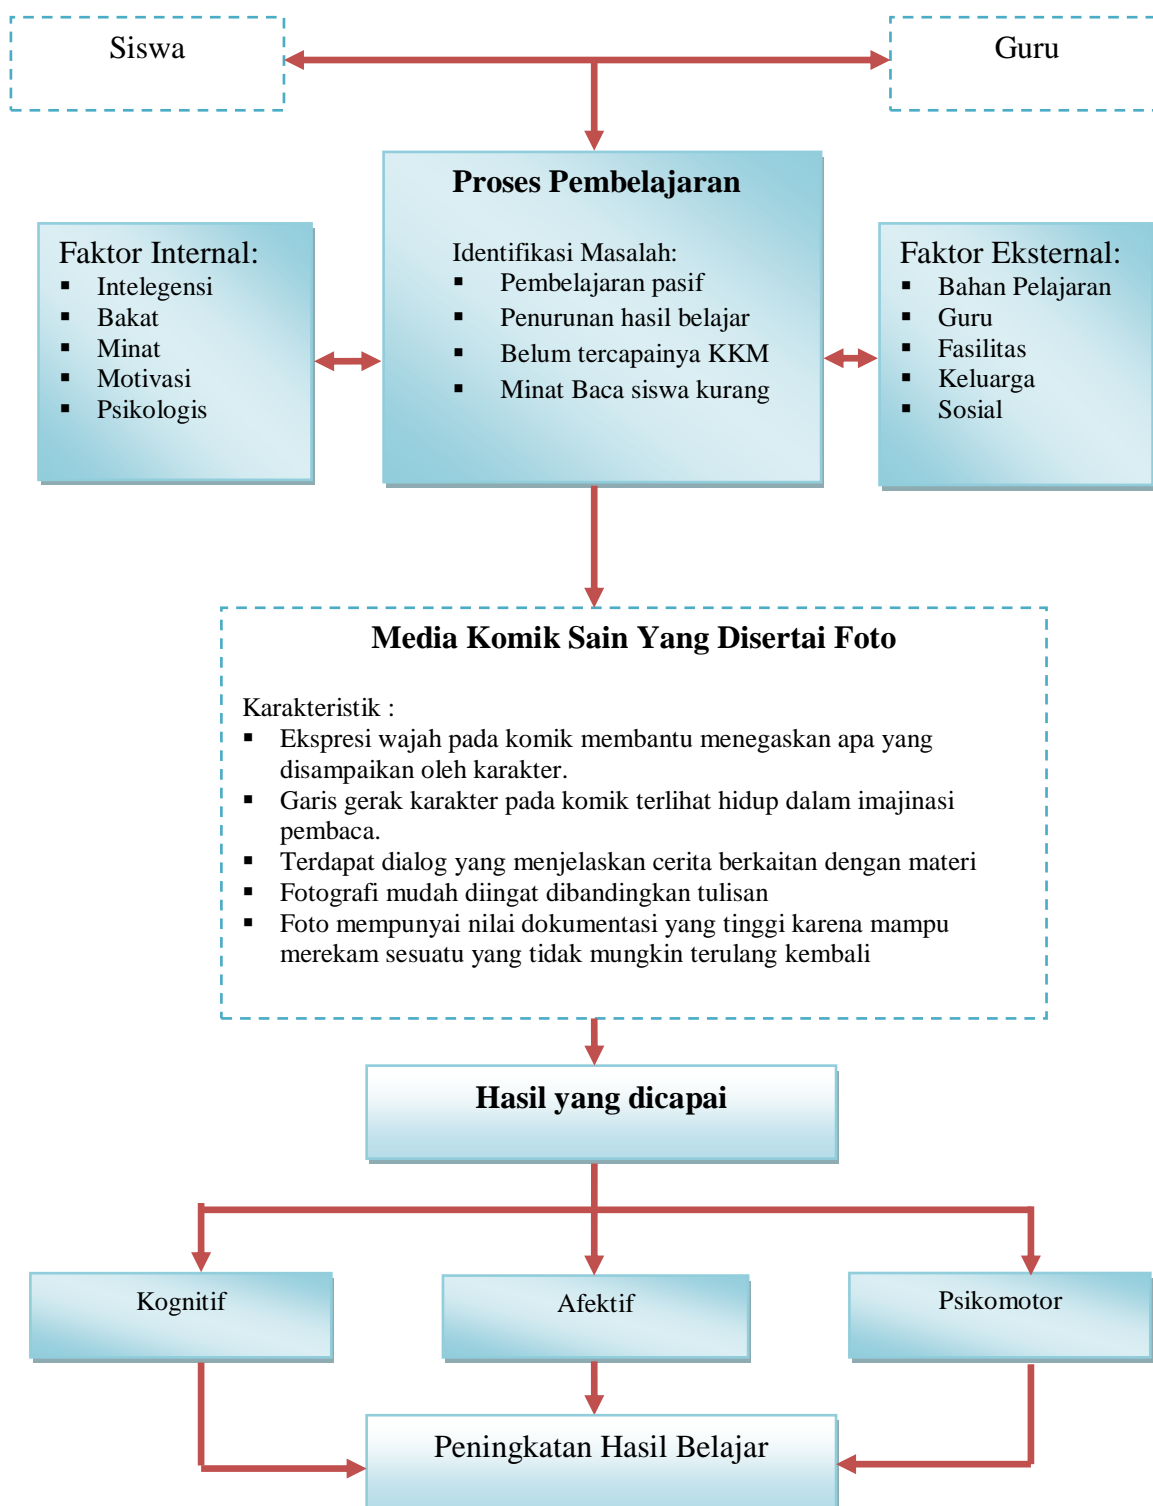 Siswa
Guru
Proses Pembelajaran
Identifikasi Masalah:
▪ Pembelajaran pasif
▪ Penurunan hasil belajar
▪ Belum tercapainya KKM
▪ Minat Baca siswa kurang
Faktor Internal:
▪ Intelegensi
▪ Bakat
▪ Minat
▪ Motivasi
▪ Psikologis
Faktor Eksternal:
▪ Bahan Pelajaran
▪ Guru
▪ Fasilitas
▪ Keluarga
▪ Sosial
Media Komik Sain Yang Disertai Foto
Karakteristik :
▪ Ekspresi wajah pada komik membantu menegaskan apa yang
disampaikan oleh karakter.
▪ Garis gerak karakter pada komik terlihat hidup dalam imajinasi
pembaca.
▪ Terdapat dialog yang menjelaskan cerita berkaitan dengan materi
▪ Fotografi mudah diingat dibandingkan tulisan
▪ Foto mempunyai nilai dokumentasi yang tinggi karena mampu
merekam sesuatu yang tidak mungkin terulang kembali
Hasil yang dicapai
Kognitif
Afektif
Psikomotor
Peningkatan Hasil Belajar